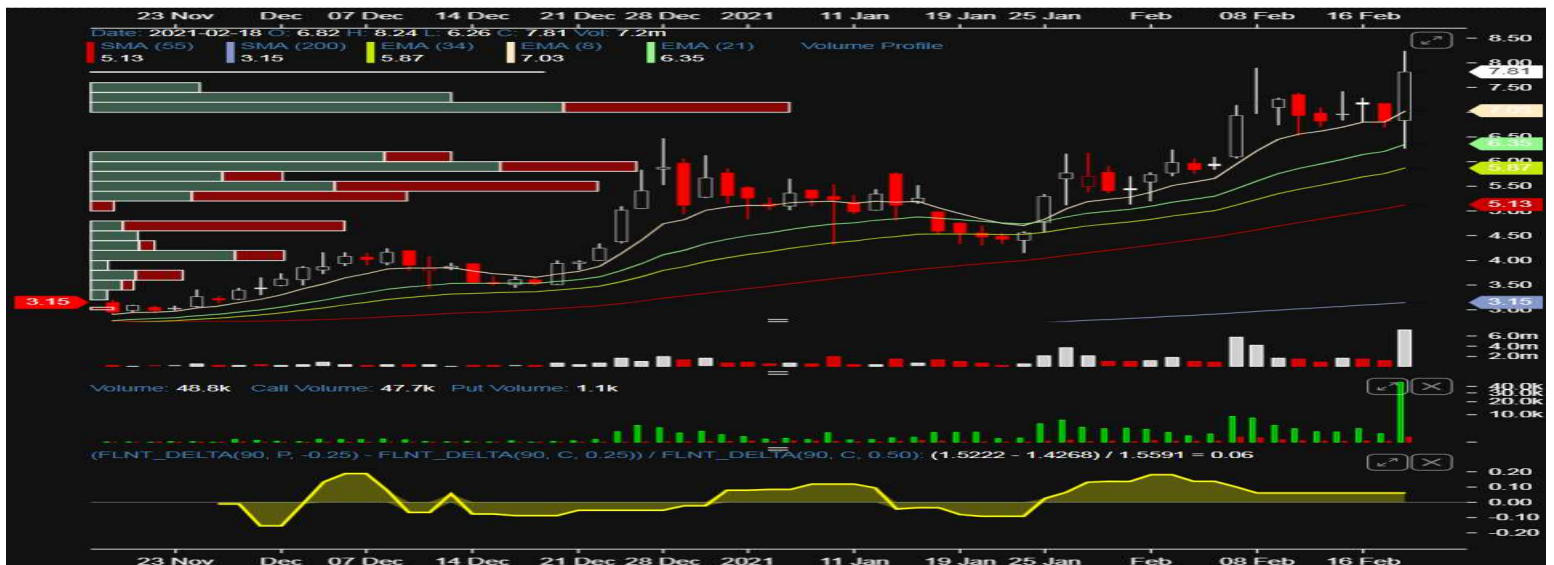 23 Nov Dec 07 Dec 14 Dec 21 Dec 28 Dec 2021 11 Jan 19 Jan 25 Jan Feb 08 Feb 16 Feb
Date: 2021-02-18 O: 6.82 H: 8.24 L: 6.26 C: 7.81 Vol: 7.2m
SMA (55) SMA (200) EMA (34) EMA (8) EMA (21) Volume Profile
5.13 3.15 5.87 7.03 6.35
8.50
8.00
7.81
7.50
7.03
6.50
6.35
6.00
5.87
5.50
5.13
5.00
4.50
4.00
3.50
3.15 3.15
3.00
6.0m
4.0m
2.0m
Volume: 48.8k Call Volume: 47.7k Put Volume: 1.1k
40.0k
30.0k
20.0k
10.0k
(FLNT_DELTA(90, P, -0.25) - FLNT_DELTA(90, C, 0.25)) / FLNT_DELTA(90, C, 0.50): (1.5222 - 1.4268) / 1.5591 = 0.06
0.20
0.10
0.00
-0.10
-0.20
23 Nov Dec 07 Dec 14 Dec 21 Dec 28 Dec 2021 11 Jan 19 Jan 25 Jan Feb 08 Feb 16 Feb